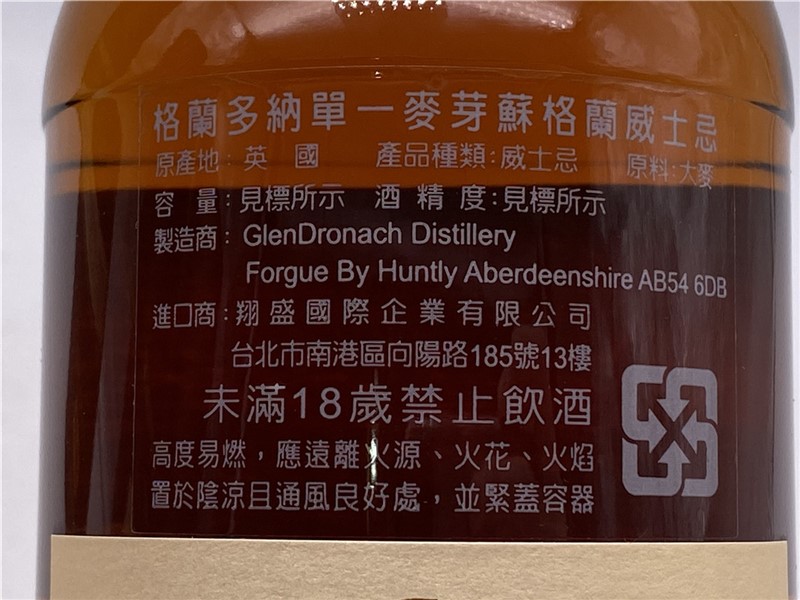 格蘭多納單一麥芽蘇格蘭威士忌
原產地: 英 國 產品種類: 威士忌 原料: 大麥
容 量: 見標所示 酒 精 度: 見標所示
製造商: GlenDronach Distillery
Forgue By Huntly Aberdeenshire AB54 6DB
進口商: 翔盛國際企業有限公司
台北市南港區向陽路185號13樓
未滿18歲禁止飲酒
高度易燃，應遠離火源、火花、火焰
置於陰涼且通風良好處，並緊蓋容器